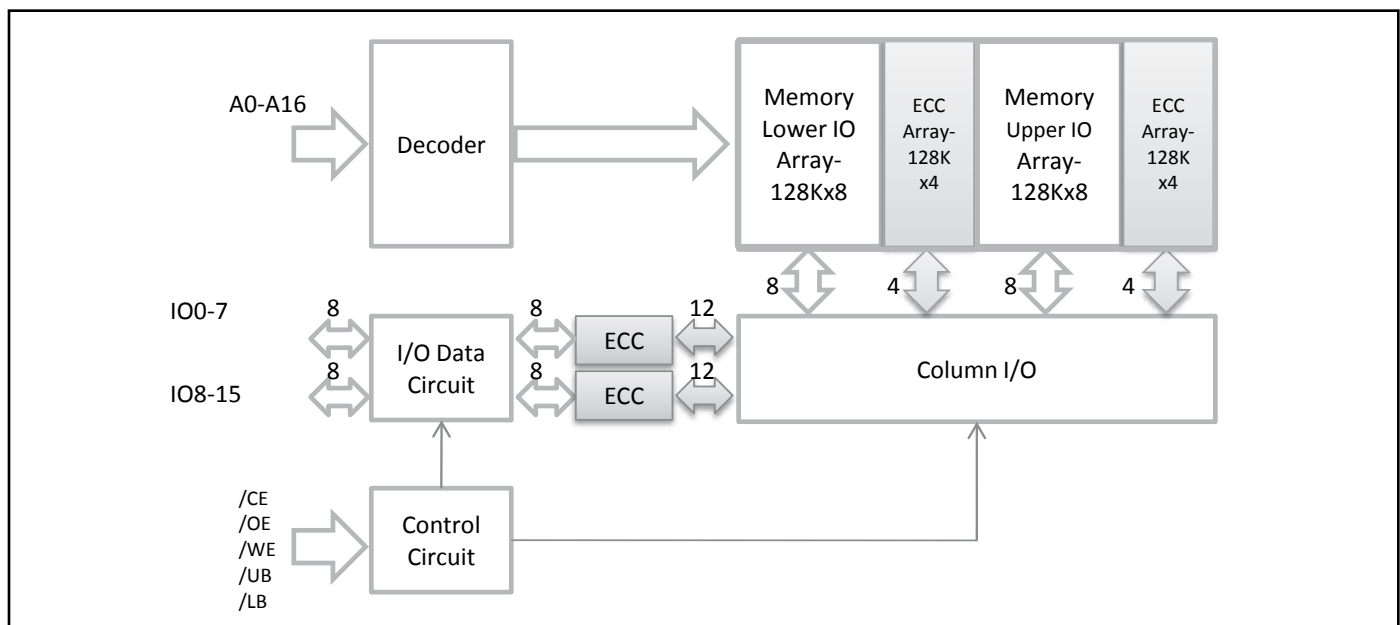 A0-A16
Decoder
Memory
Lower IO
Array-
128Kx8
ECC
Array-
128K
x4
Memory
Upper IO
Array-
128Kx8
ECC
Array-
128K
x4
8
4
8
4
IO0-7
8
8
12
I/O Data
Circuit
ECC
ECC
Column I/O
IO8-15
8
8
12
/CE
/OE
/WE
/UB
/LB
Control
Circuit